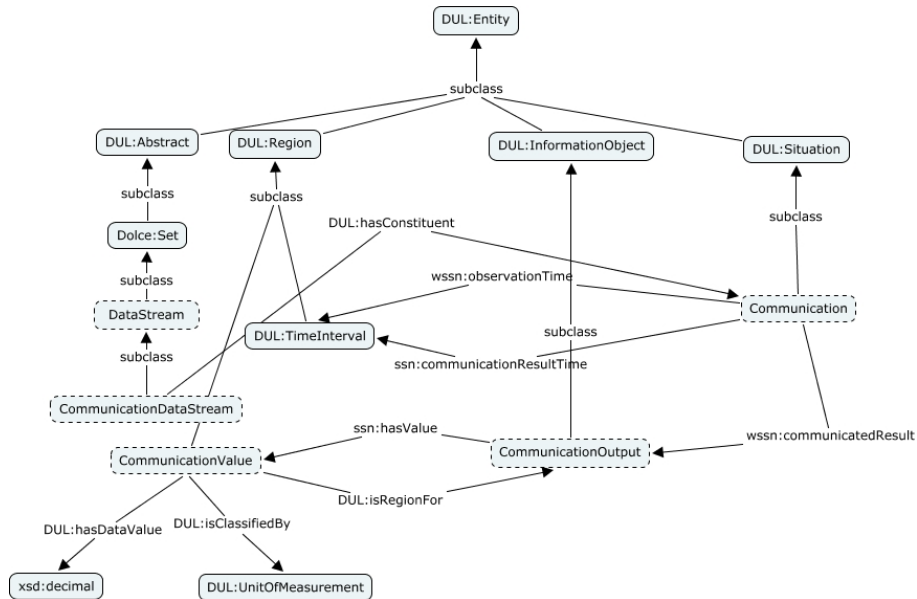 DUL:Entity
subclass
DUL:Abstract
DUL:Region
DUL:InformationObject
DUL:Situation
subclass
subclass
subclass
DUL:hasConstituent
Dolce:Set
wssn:observationTime
subclass
DataStream
Communication
DUL:TimeInterval
subclass
subclass
ssn:communicationResultTime
CommunicationDataStream
ssn:hasValue
wssn:communicatedResult
CommunicationValue
CommunicationOutput
DUL:isRegionFor
DUL:hasDataValue
DUL:isClassifiedBy
xsd:decimal
DUL:UnitOfMeasurement